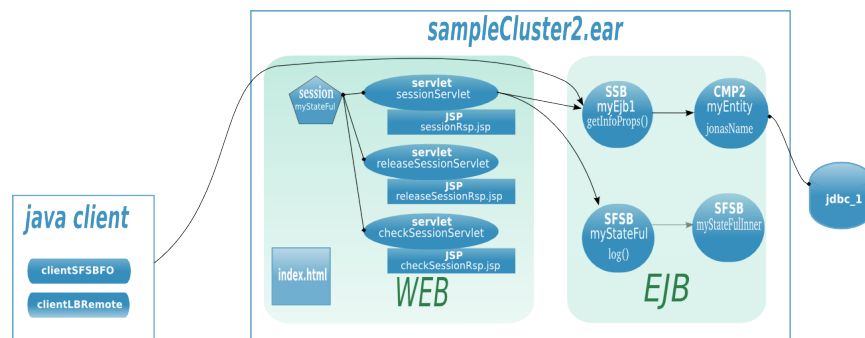 sampleCluster2.ear
session
myStateFul
servlet
sessionServlet
JSP
sessionRsp.jsp
servlet
releaseSessionServlet
JSP
releaseSessionRsp.jsp
servlet
checkSessionServlet
JSP
checkSessionRsp.jsp
index.html
WEB
SSB
myEjb1
getInfoProps()
CMP2
myEntity
jonasName
SFSB
myStateFul
log()
SFSB
myStateFulInner
EJB
jdbc_1
java client
clientSFSBFO
clientLBRemote